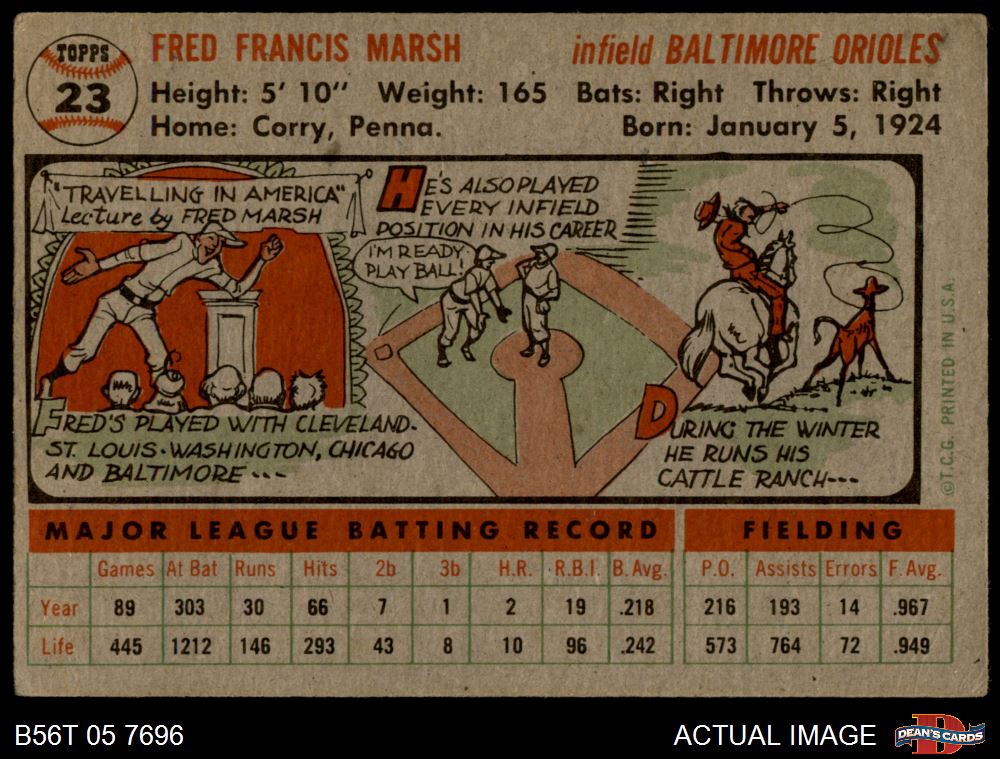 TOPPS
23
FRED FRANCIS MARSH infield BALTIMORE ORIOLES
Height: 5' 10" Weight: 165 Bats: Right Throws: Right
Home: Corry, Penna. Born: January 5, 1924
"TRAVELLING IN AMERICA"
Lecture by FRED MARSH
FRED'S PLAYED WITH CLEVELAND-
ST. LOUIS-WASHINGTON, CHICAGO
AND BALTIMORE ---
HE'S ALSO PLAYED
EVERY INFIELD
POSITION IN HIS CAREER
I'M READY,
PLAY BALL!
DURING THE WINTER
HE RUNS HIS
CATTLE RANCH---
©T.C.G. PRINTED IN U.S.A.
MAJOR LEAGUE BATTING RECORD FIELDING
Games At Bat Runs Hits 2b 3b H.R. R.B.I. B. Avg. P.O. Assists Errors F. Avg.
Year 89 303 30 66 7 1 2 19 .218 216 193 14 .967
Life 445 1212 146 293 43 8 10 96 .242 573 764 72 .949
B56T 05 7696 ACTUAL IMAGE DEAN'S CARDS